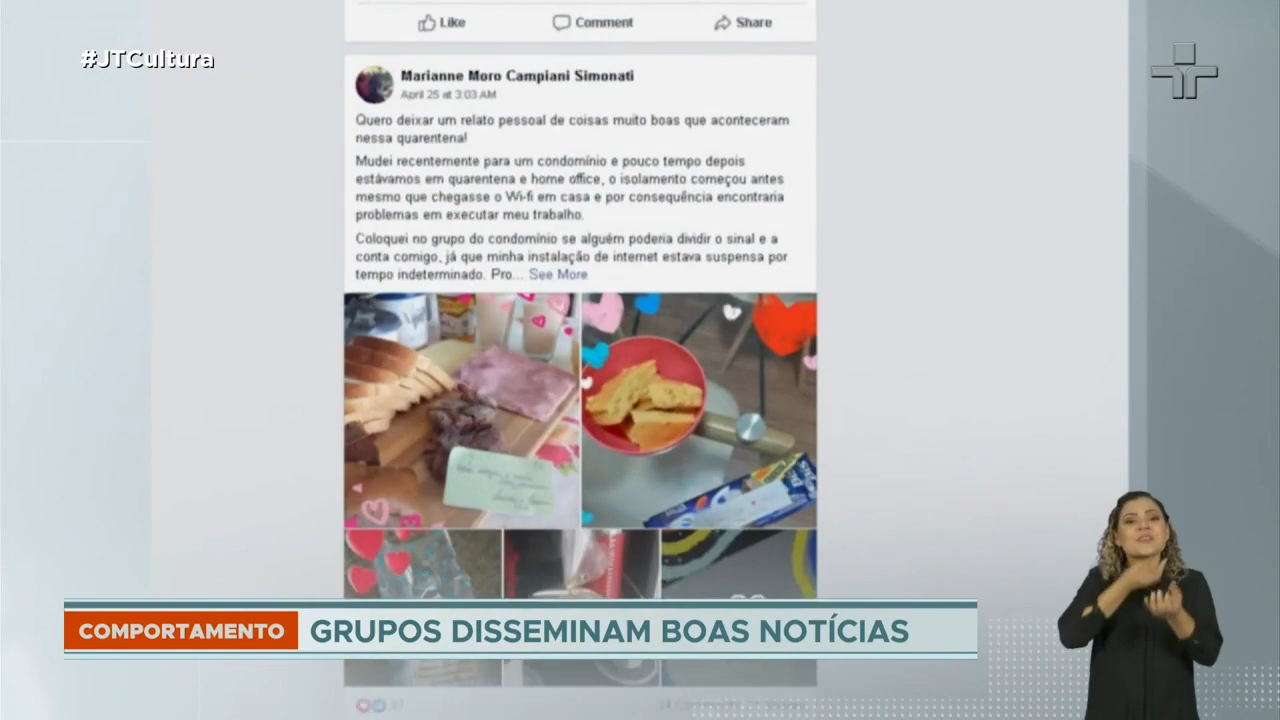 Like Comment Share
#JTCultura
Marianne Moro Campiani Simonati
April 25 at 3:03 AM
Quero deixar um relato pessoal de coisas muito boas que aconteceram
nessa quarentena!
Mudei recentemente para um condomínio e pouco tempo depois
estávamos em quarentena e home office, o isolamento começou antes
mesmo que chegasse o Wi-fi em casa e por consequência encontraria
problemas em executar meu trabalho.
Coloquei no grupo do condomínio se alguém poderia dividir o sinal e a
conta comigo, já que minha instalação de internet estava suspensa por
tempo indeterminado. Pro... See More
COMPORTAMENTO
GRUPOS DISSEMINAM BOAS NOTÍCIAS